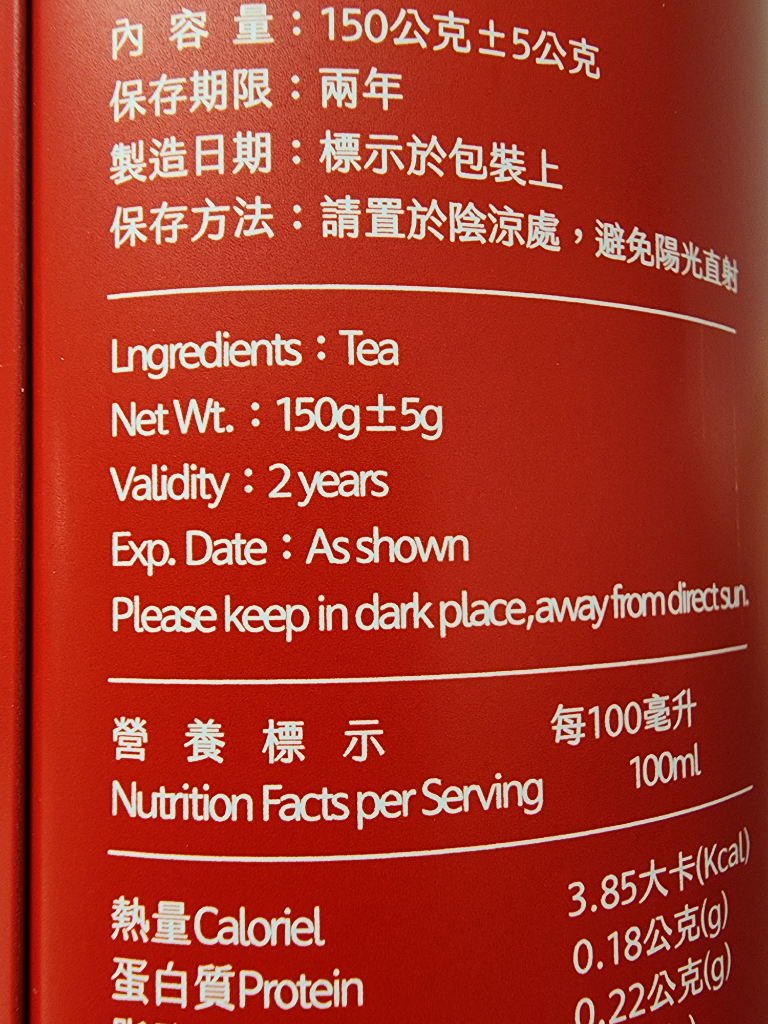 內容量：150公克±5公克
保存期限：兩年
製造日期：標示於包裝上
保存方法：請置於陰涼處，避免陽光直射
Lngredients：Tea
Net Wt.：150g±5g
Validity：2 years
Exp. Date：As shown
Please keep in dark place,away from direct sun.
營養標示 每100毫升
Nutrition Facts per Serving 100ml
熱量Caloriel 3.85大卡(Kcal)
蛋白質Protein 0.18公克(g)
0.22公克(g)